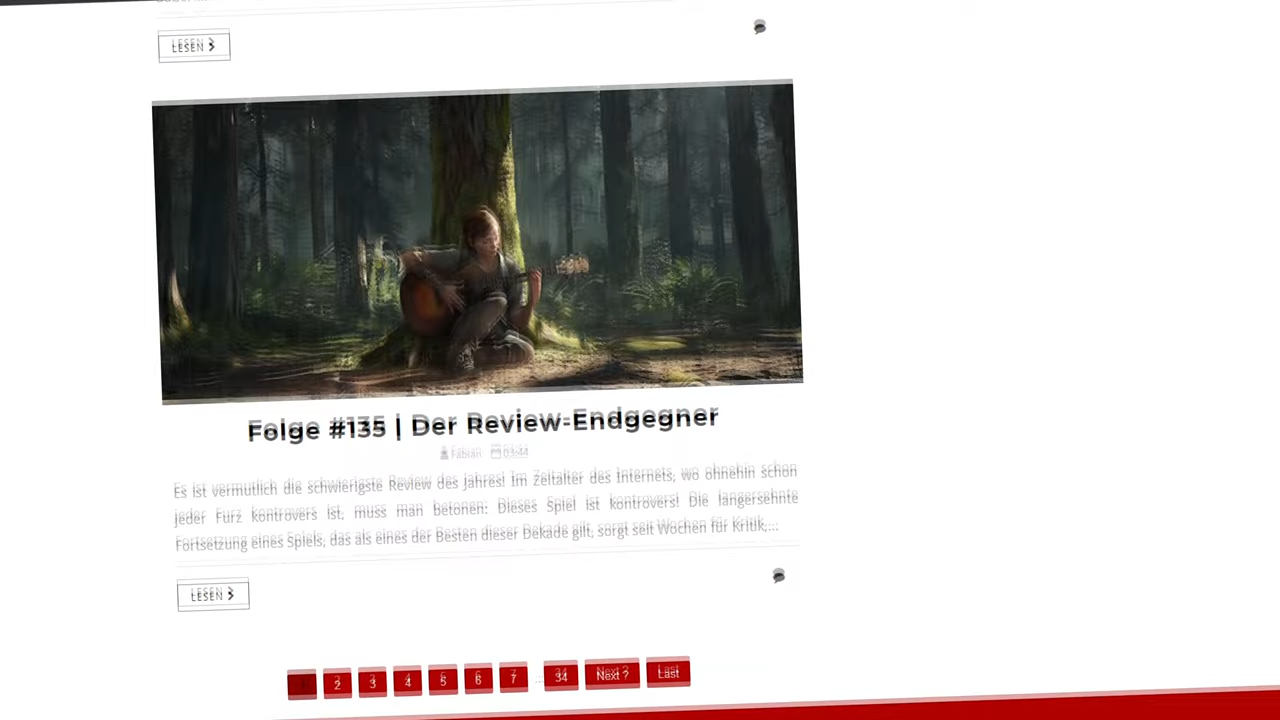 LESEN
Folge #135 | Der Review-Endgegner
Fabian 03:44
Es ist vermutlich die schwierigste Review des Jahres! Im Zeitalter des Internets, wo ohnehin schon
jeder Furz kontrovers ist, muss man betonen: Dieses Spiel ist kontrovers! Die langersehnte
Fortsetzung eines Spiels, das als eines der Besten dieser Dekade gilt, sorgt seit Wochen für Kritik,...
LESEN
2 3 4 5 6 7 ... 34 Next ? Last